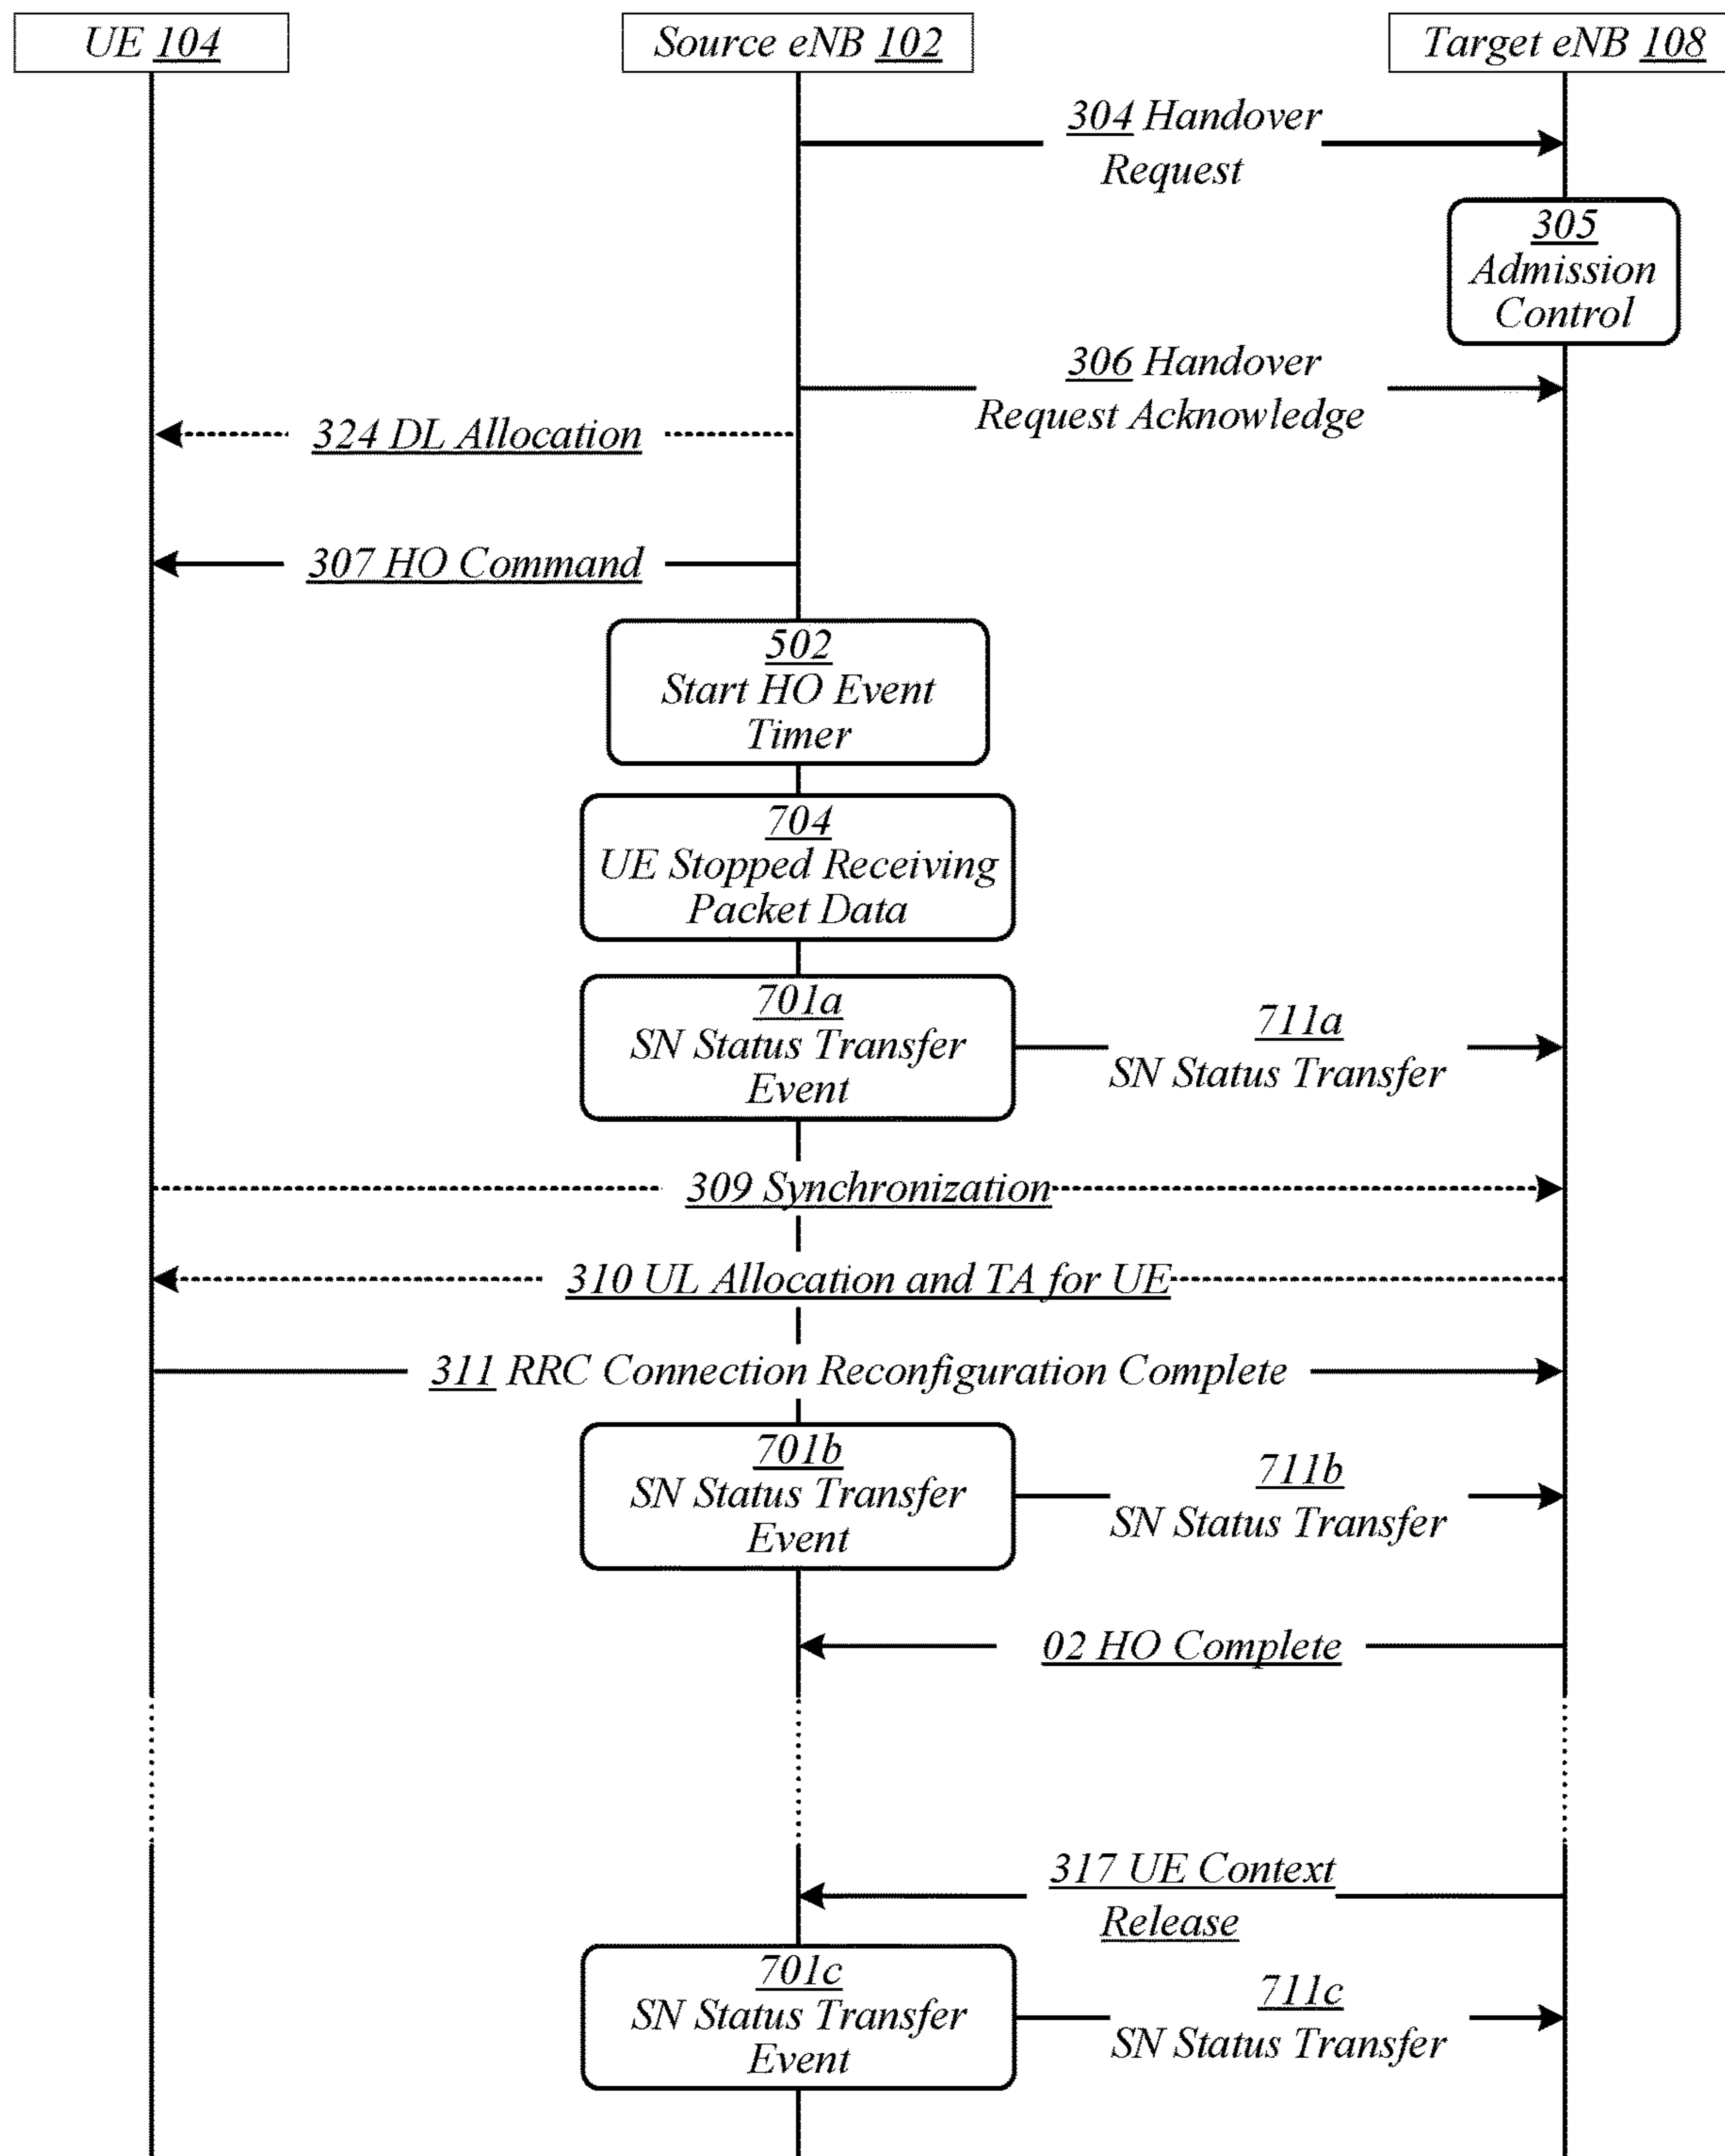 UE 104
Source eNB 102
Target eNB 108
304 Handover
Request
305
Admission
Control
306 Handover
Request Acknowledge
324 DL Allocation
307 HO Command
502
Start HO Event
Timer
704
UE Stopped Receiving
Packet Data
701a
SN Status Transfer
Event
711a
SN Status Transfer
309 Synchronization
310 UL Allocation and TA for UE
311 RRC Connection Reconfiguration Complete
701b
SN Status Transfer
Event
711b
SN Status Transfer
02 HO Complete
317 UE Context
Release
701c
SN Status Transfer
Event
711c
SN Status Transfer